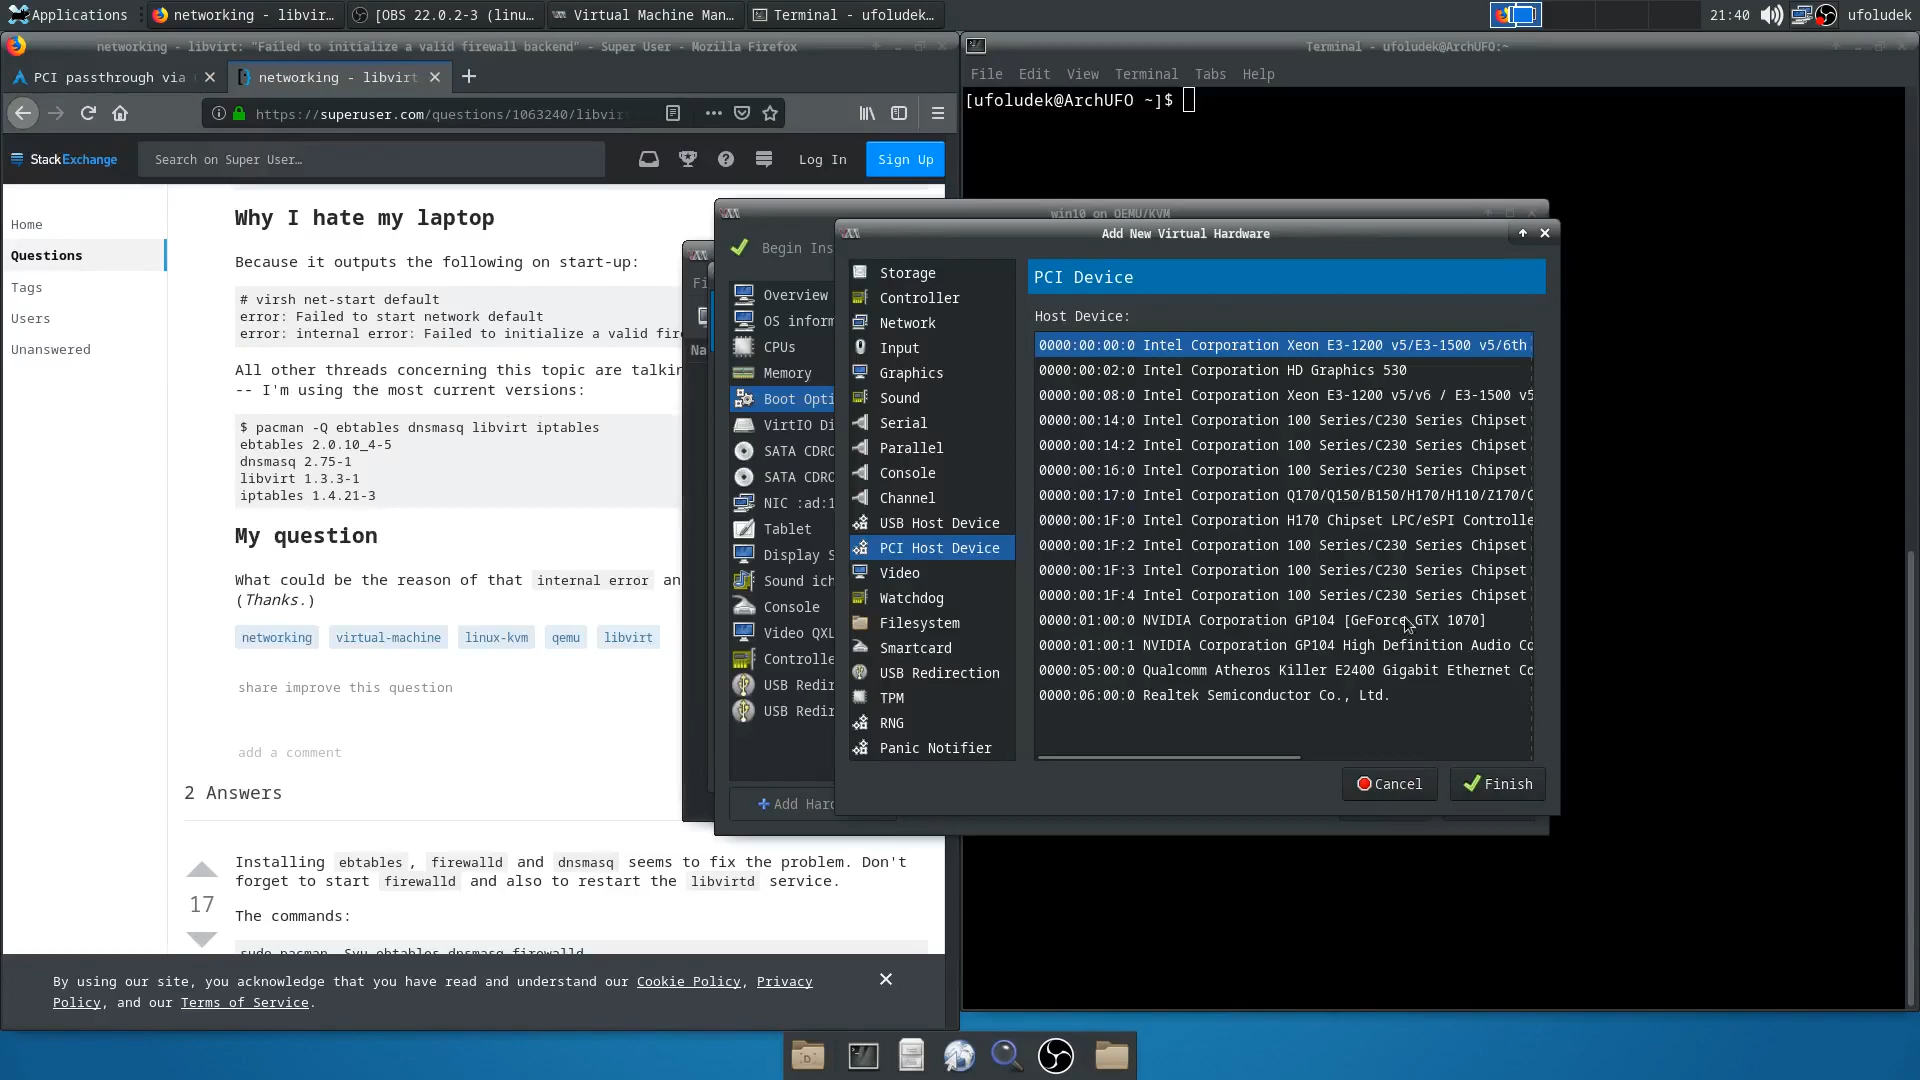 Applications
networking - libvir...
[OBS 22.0.2-3 (linu...
Virtual Machine Man...
Terminal - ufoludek...
21:40
ufoludek
networking - libvirt: "Failed to initialize a valid firewall backend" - Super User - Mozilla Firefox
PCI passthrough via
networking - libvirt
https://superuser.com/questions/1063240/libvir
StackExchange
Search on Super User...
Log In
Sign Up
Home
Questions
Tags
Users
Unanswered
Why I hate my laptop
Because it outputs the following on start-up:
# virsh net-start default
error: Failed to start network default
error: internal error: Failed to initialize a valid fir
All other threads concerning this topic are talkin
-- I'm using the most current versions:
$ pacman -Q ebtables dnsmasq libvirt iptables
ebtables 2.0.10_4-5
dnsmasq 2.75-1
libvirt 1.3.3-1
iptables 1.4.21-3
My question
What could be the reason of that internal error an
(Thanks.)
networking
virtual-machine
linux-kvm
qemu
libvirt
share improve this question
add a comment
2 Answers
Installing ebtables, firewalld and dnsmasq seems to fix the problem. Don't
forget to start firewalld and also to restart the libvirtd service.
17
The commands:
sudo pacman -Syu ebtables dnsmasq firewalld
By using our site, you acknowledge that you have read and understand our Cookie Policy, Privacy
Policy, and our Terms of Service.
Terminal - ufoludek@ArchUFO:~
File Edit View Terminal Tabs Help
[ufoludek@ArchUFO ~]$
Fi
Na
win10 on QEMU/KVM
Begin Ins
Overview
OS inform
CPUs
Memory
Boot Opti
VirtIO Di
SATA CDRO
SATA CDRO
NIC :ad:1
Tablet
Display S
Sound ich
Console
Video QXL
Controlle
USB Redir
USB Redir
Add Hard
Add New Virtual Hardware
Storage
Controller
Network
Input
Graphics
Sound
Serial
Parallel
Console
Channel
USB Host Device
PCI Host Device
Video
Watchdog
Filesystem
Smartcard
USB Redirection
TPM
RNG
Panic Notifier
PCI Device
Host Device:
0000:00:00:0 Intel Corporation Xeon E3-1200 v5/E3-1500 v5/6th
0000:00:02:0 Intel Corporation HD Graphics 530
0000:00:08:0 Intel Corporation Xeon E3-1200 v5/v6 / E3-1500 v5
0000:00:14:0 Intel Corporation 100 Series/C230 Series Chipset
0000:00:14:2 Intel Corporation 100 Series/C230 Series Chipset
0000:00:16:0 Intel Corporation 100 Series/C230 Series Chipset
0000:00:17:0 Intel Corporation Q170/Q150/B150/H170/H110/Z170/C
0000:00:1F:0 Intel Corporation H170 Chipset LPC/eSPI Controlle
0000:00:1F:2 Intel Corporation 100 Series/C230 Series Chipset
0000:00:1F:3 Intel Corporation 100 Series/C230 Series Chipset
0000:00:1F:4 Intel Corporation 100 Series/C230 Series Chipset
0000:01:00:0 NVIDIA Corporation GP104 [GeForce GTX 1070]
0000:01:00:1 NVIDIA Corporation GP104 High Definition Audio Co
0000:05:00:0 Qualcomm Atheros Killer E2400 Gigabit Ethernet Co
0000:06:00:0 Realtek Semiconductor Co., Ltd.
Cancel
Finish